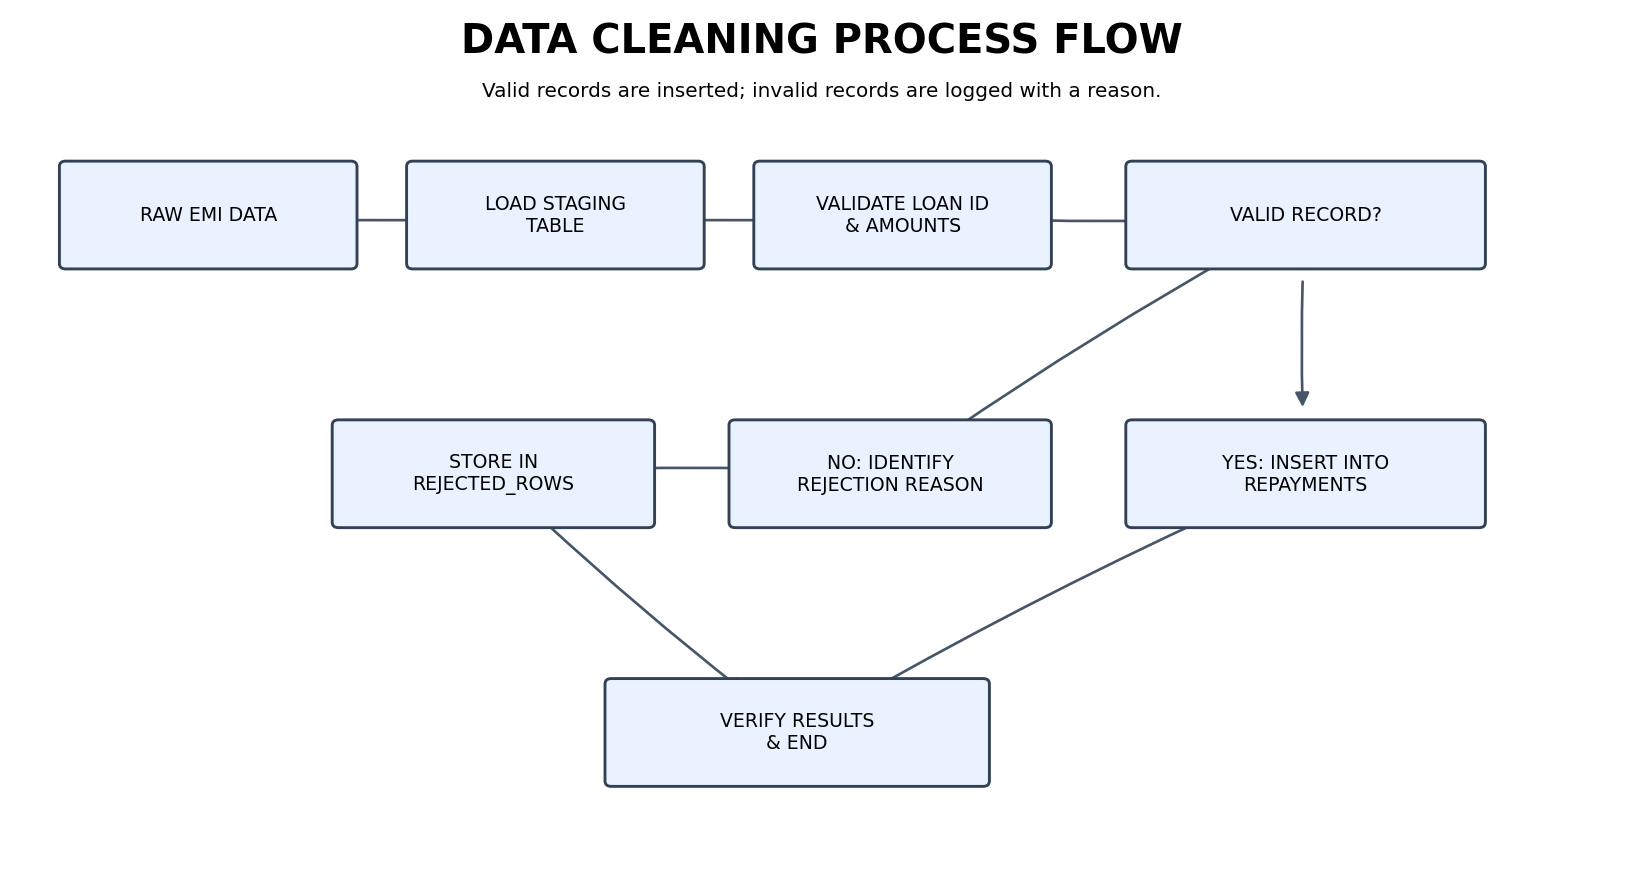 DATA CLEANING PROCESS FLOW
Valid records are inserted; invalid records are logged with a reason.
RAW EMI DATA
LOAD STAGING
TABLE
VALIDATE LOAN ID
& AMOUNTS
VALID RECORD?
STORE IN
REJECTED_ROWS
NO: IDENTIFY
REJECTION REASON
YES: INSERT INTO
REPAYMENTS
VERIFY RESULTS
& END